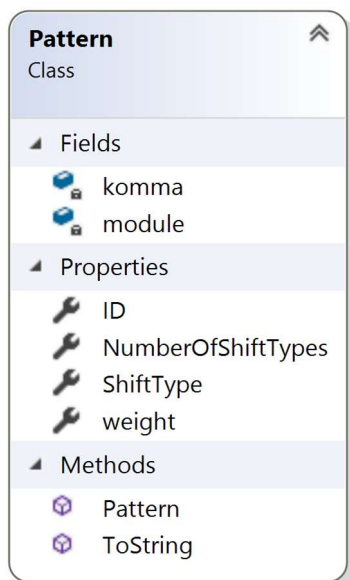 Pattern
Class
Fields
komma
module
Properties
ID
NumberOfShiftTypes
ShiftType
weight
Methods
Pattern
ToString